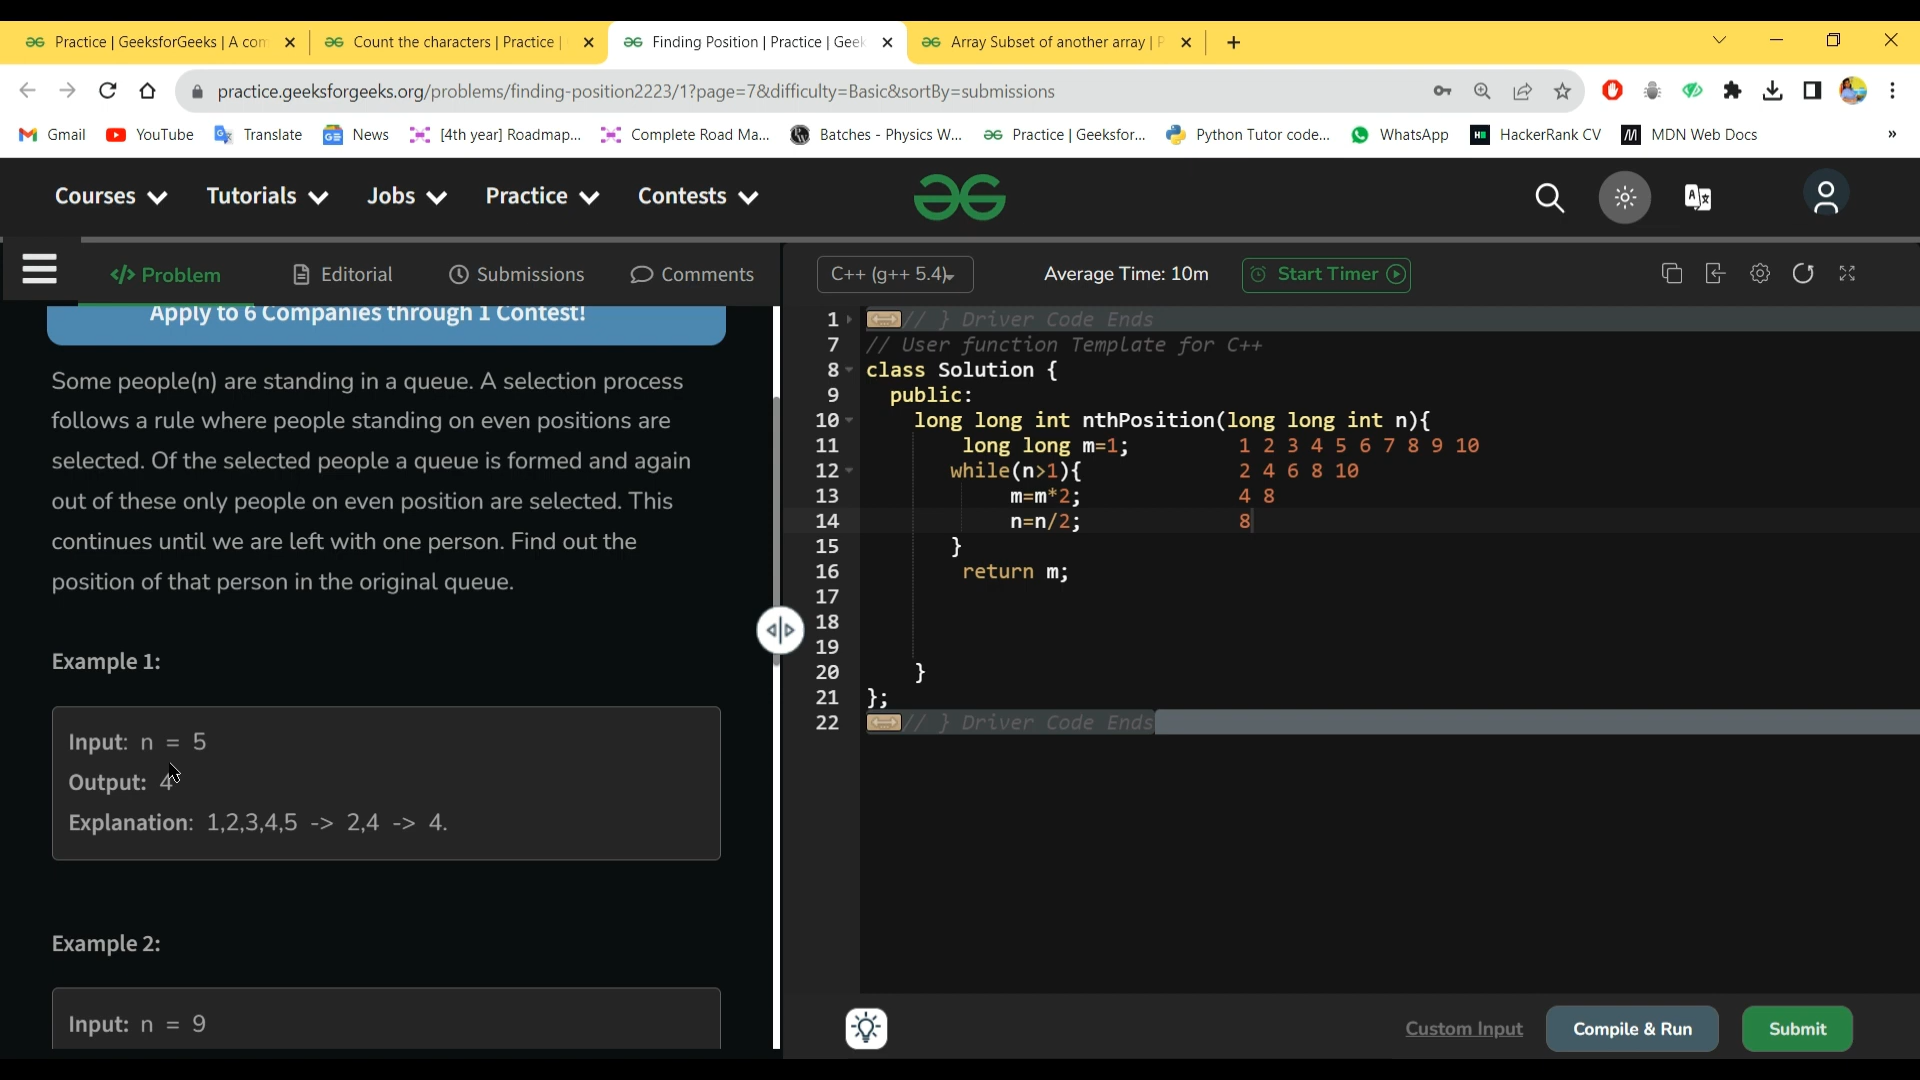 Practice | GeeksforGeeks | A com
Count the characters | Practice |
Finding Position | Practice | Geek
Array Subset of another array | P
practice.geeksforgeeks.org/problems/finding-position2223/1?page=7&difficulty=Basic&sortBy=submissions
Gmail
YouTube
Translate
News
[4th year] Roadmap...
Complete Road Ma...
Batches - Physics W...
Practice | Geeksfor...
Python Tutor code...
WhatsApp
HackerRank CV
MDN Web Docs
»
Courses
Tutorials
Jobs
Practice
Contests
</> Problem
Editorial
Submissions
Comments
C++ (g++ 5.4)
Average Time: 10m
Start Timer
Apply to 6 Companies through 1 Contest!
Some people(n) are standing in a queue. A selection process
follows a rule where people standing on even positions are
selected. Of the selected people a queue is formed and again
out of these only people on even position are selected. This
continues until we are left with one person. Find out the
position of that person in the original queue.
Example 1:
Input: n = 5
Output: 4
Explanation: 1,2,3,4,5 -> 2,4 -> 4.
Example 2:
Input: n = 9
1 // } Driver Code Ends
7 // User function Template for C++
8 class Solution {
9 public:
10 long long int nthPosition(long long int n){
11 long long m=1; 1 2 3 4 5 6 7 8 9 10
12 while(n>1){ 2 4 6 8 10
13 m=m*2; 4 8
14 n=n/2; 8
15 }
16 return m;
17
18
19
20 }
21 };
22 // } Driver Code Ends
Custom Input
Compile & Run
Submit